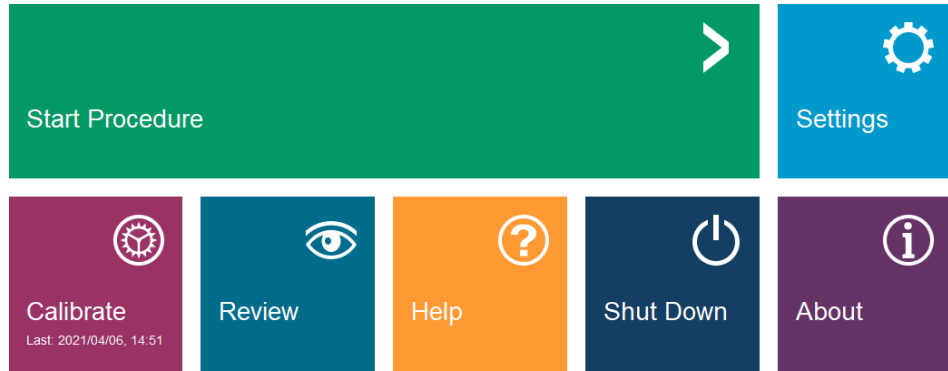 Start Procedure
Settings
Calibrate
Last: 2021/04/06, 14:51
Review
Help
Shut Down
About